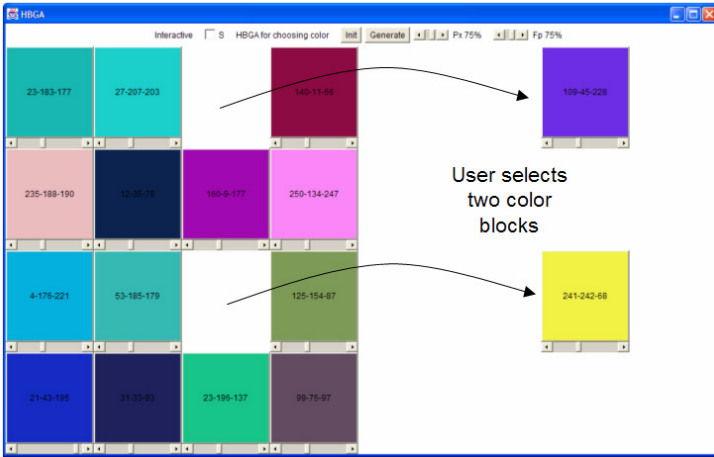 HBGA
Interactive S HBGA for choosing color Init Generate Px 75% Fp 75%
23-183-177 27-207-203 140-11-66 109-45-228
235-188-190 12-35-79 160-9-177 250-134-247
User selects
two color
blocks
4-176-221 53-185-179 125-154-87 241-242-68
21-43-195 31-33-93 23-196-137 99-75-97